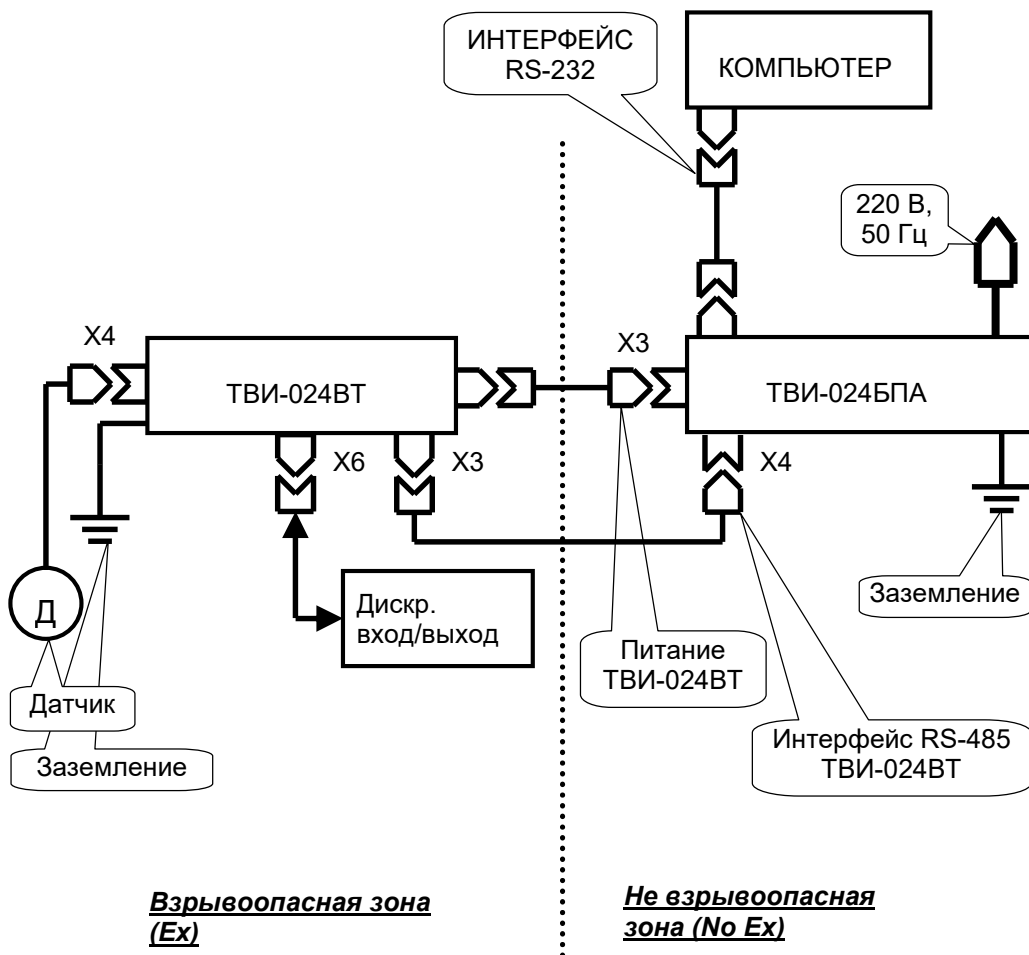 ИНТЕРФЕЙС
RS-232
КОМПЬЮТЕР
220 В,
50 Гц
X4
ТВИ-024ВТ
X3
ТВИ-024БПА
X6
X3
X4
Д
Дискр.
вход/выход
Датчик
Заземление
Питание
ТВИ-024ВТ
Заземление
Интерфейс RS-485
ТВИ-024ВТ
Взрывоопасная зона
(Ex)
Не взрывоопасная
зона (No Ex)